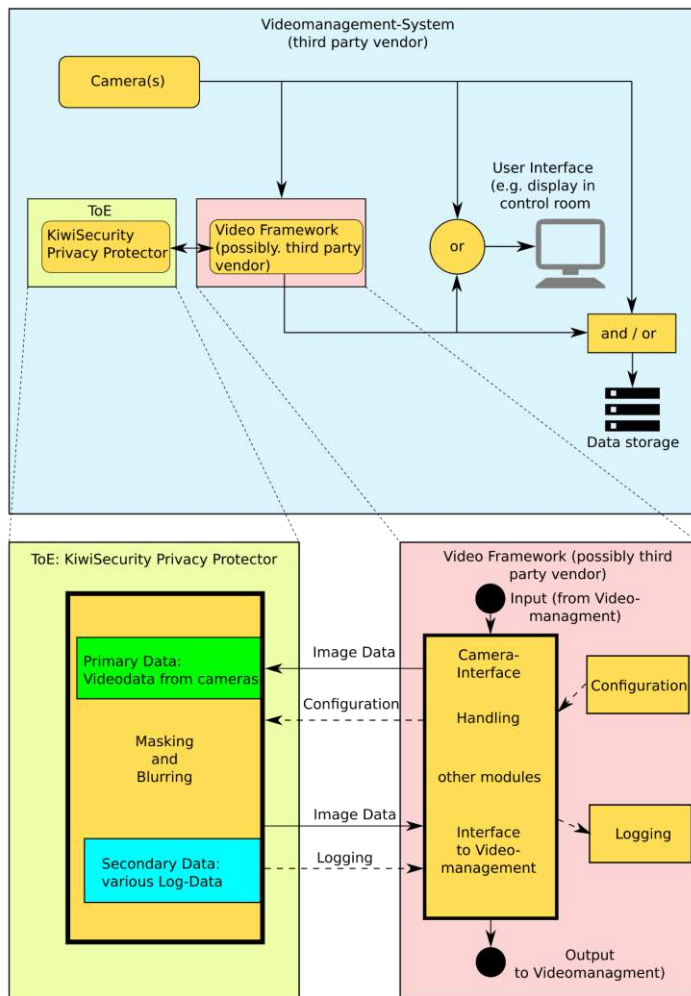 Videomanagement-System
(third party vendor)
Camera(s)
User Interface
(e.g. display in
control room
ToE
KiwiSecurity
Privacy Protector
Video Framework
(possibly. third party
vendor)
or
and / or
Data storage
ToE: KiwiSecurity Privacy Protector
Video Framework (possibly third
party vendor)
Input (from Video-
managment)
Primary Data:
Videodata from cameras
Image Data
Camera-
Interface
Configuration
Configuration
Handling
Masking
and
Blurring
other modules
Image Data
Logging
Interface
to Video-
management
Logging
Secondary Data:
various Log-Data
Output
to Videomanagment)